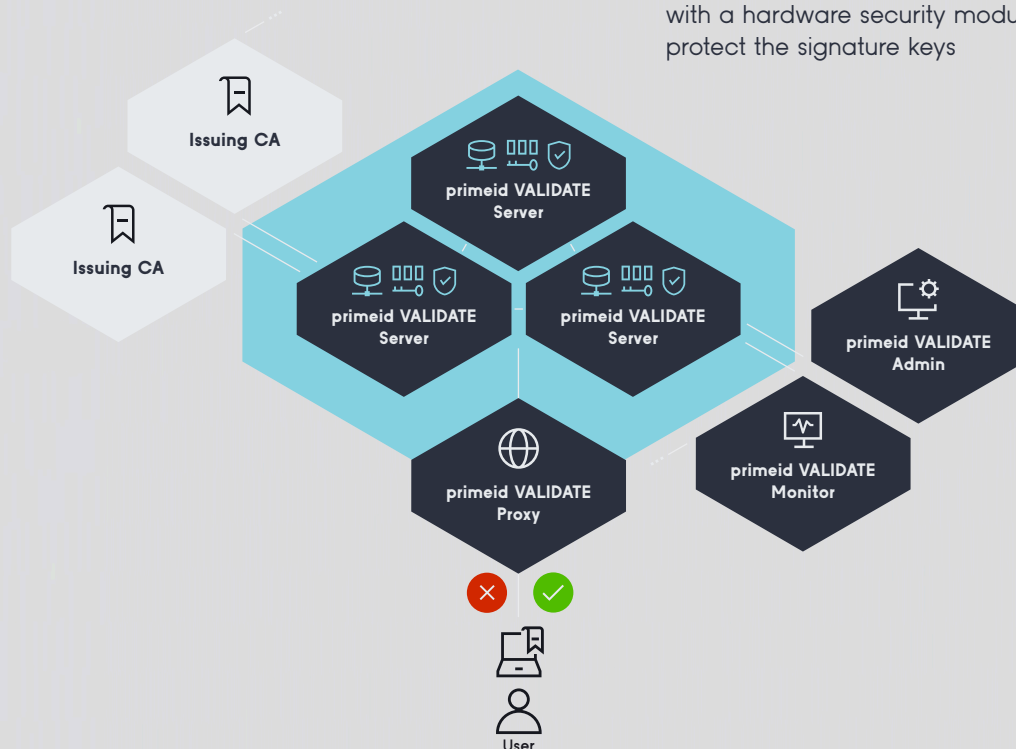 with a hardware security
protect the signature keys
Issuing CA
Issuing CA
primeid VALIDATE
Server
primeid VALIDATE
Server
primeid VALIDATE
Server
primeid VALIDATE
Admin
primeid VALIDATE
Monitor
primeid VALIDATE
Proxy
User